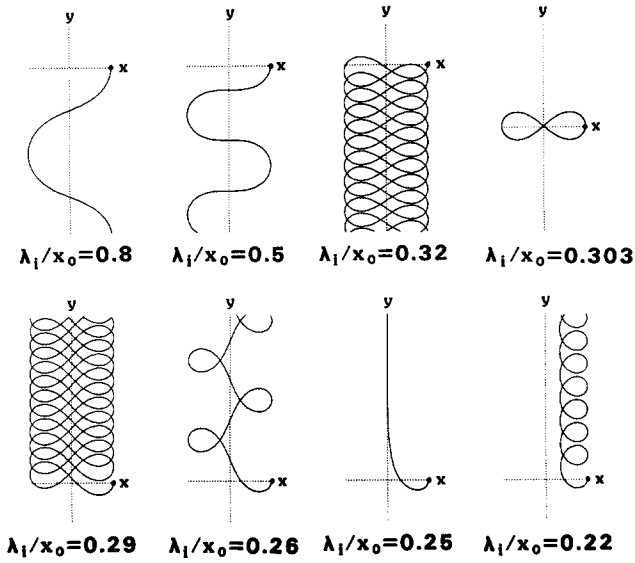 y y y y
x x x x
λi/x0=0.8 λi/x0=0.5 λi/x0=0.32 λi/x0=0.303
y y y y
x x x x
λi/x0=0.29 λi/x0=0.26 λi/x0=0.25 λi/x0=0.22